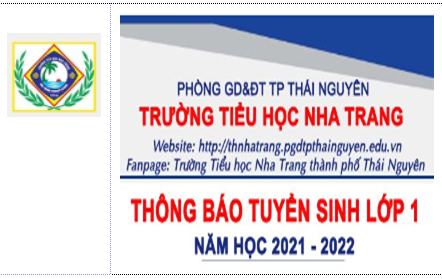 PHÒNG GD&ĐT TP THÁI NGUYÊN
TRƯỜNG TIỂU HỌC NHA TRANG
Website: http://thnhatrang.pgdtpthainguyen.edu.vn
Fanpage: Trường Tiểu học Nha Trang thành phố Thái Nguyên
THÔNG BÁO TUYỂN SINH LỚP 1
NĂM HỌC 2021 - 2022